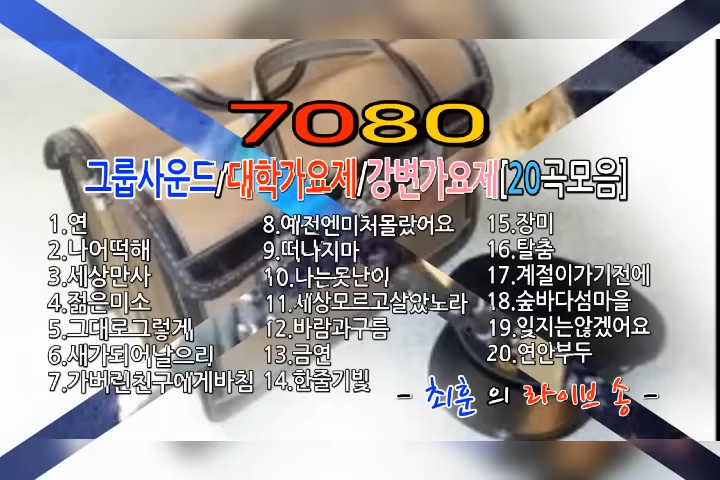 7080
그룹사운드/대학가요제/강변가요제[20곡모음]
1.연
2.나어떡해
3.세상만사
4.젊은미소
5.그대로그렇게
6.새가되어날으리
7.가버린친구에게바침
8.예전엔미처몰랐어요
9.떠나지마
10.나는못난이
11.세상모르고살았노라
12.바람과구름
13.금연
14.한줄기빛
15.장미
16.탈춤
17.계절이가기전에
18.숲바다섬마을
19.잊지는않겠어요
20.연안부두
- 최훈 의 라이브 송 -